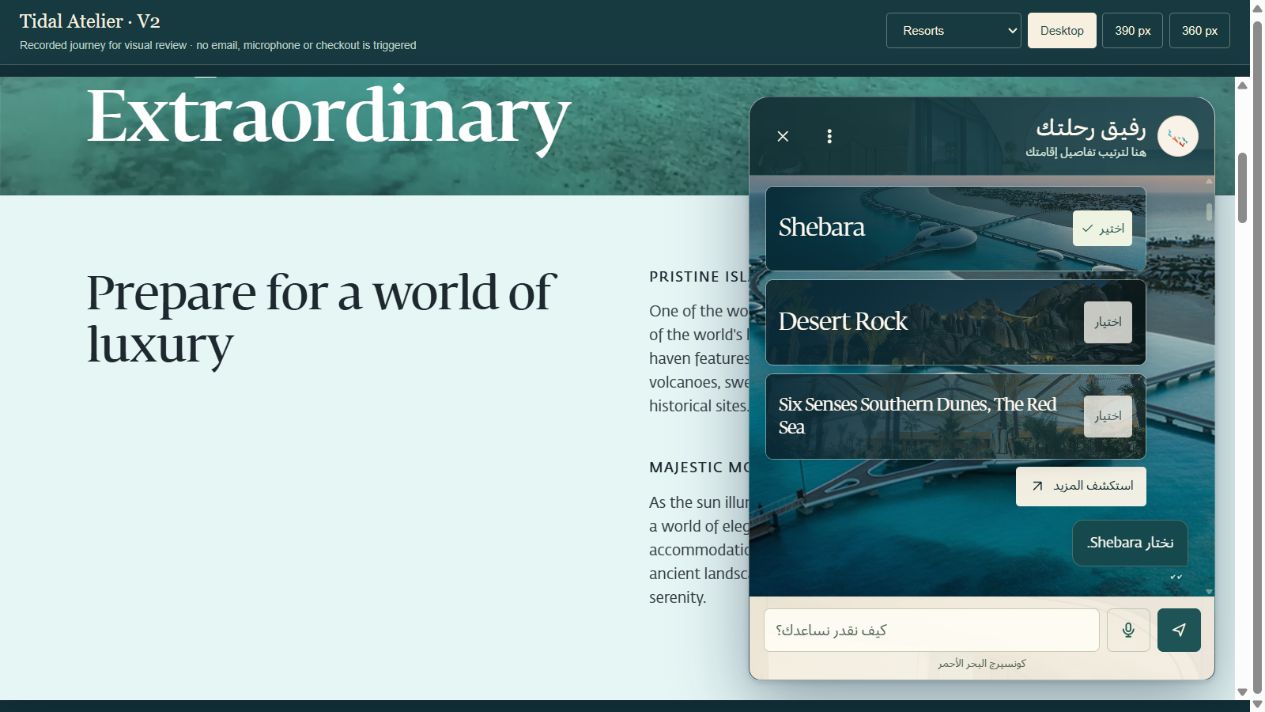 Tidal Atelier · V2
Recorded journey for visual review · no email, microphone or checkout is triggered
Resorts
Desktop
390 px
360 px
Extraordinary
Prepare for a world of
luxury
PRISTINE ISL
One of the wo
of the world's
haven features
volcanoes, swe
historical sites.
MAJESTIC MO
As the sun illum
a world of eleg
accommodatio
ancient landsc
serenity.
رفيق رحلتك
هنا لترتيب تفاصيل إقامتك
Shebara
اختير
Desert Rock
اختيار
Six Senses Southern Dunes, The Red
Sea
اختيار
استكشف المزيد
نختار Shebara.
كيف نقدر نساعدك؟
كونسيرج البحر الأحمر